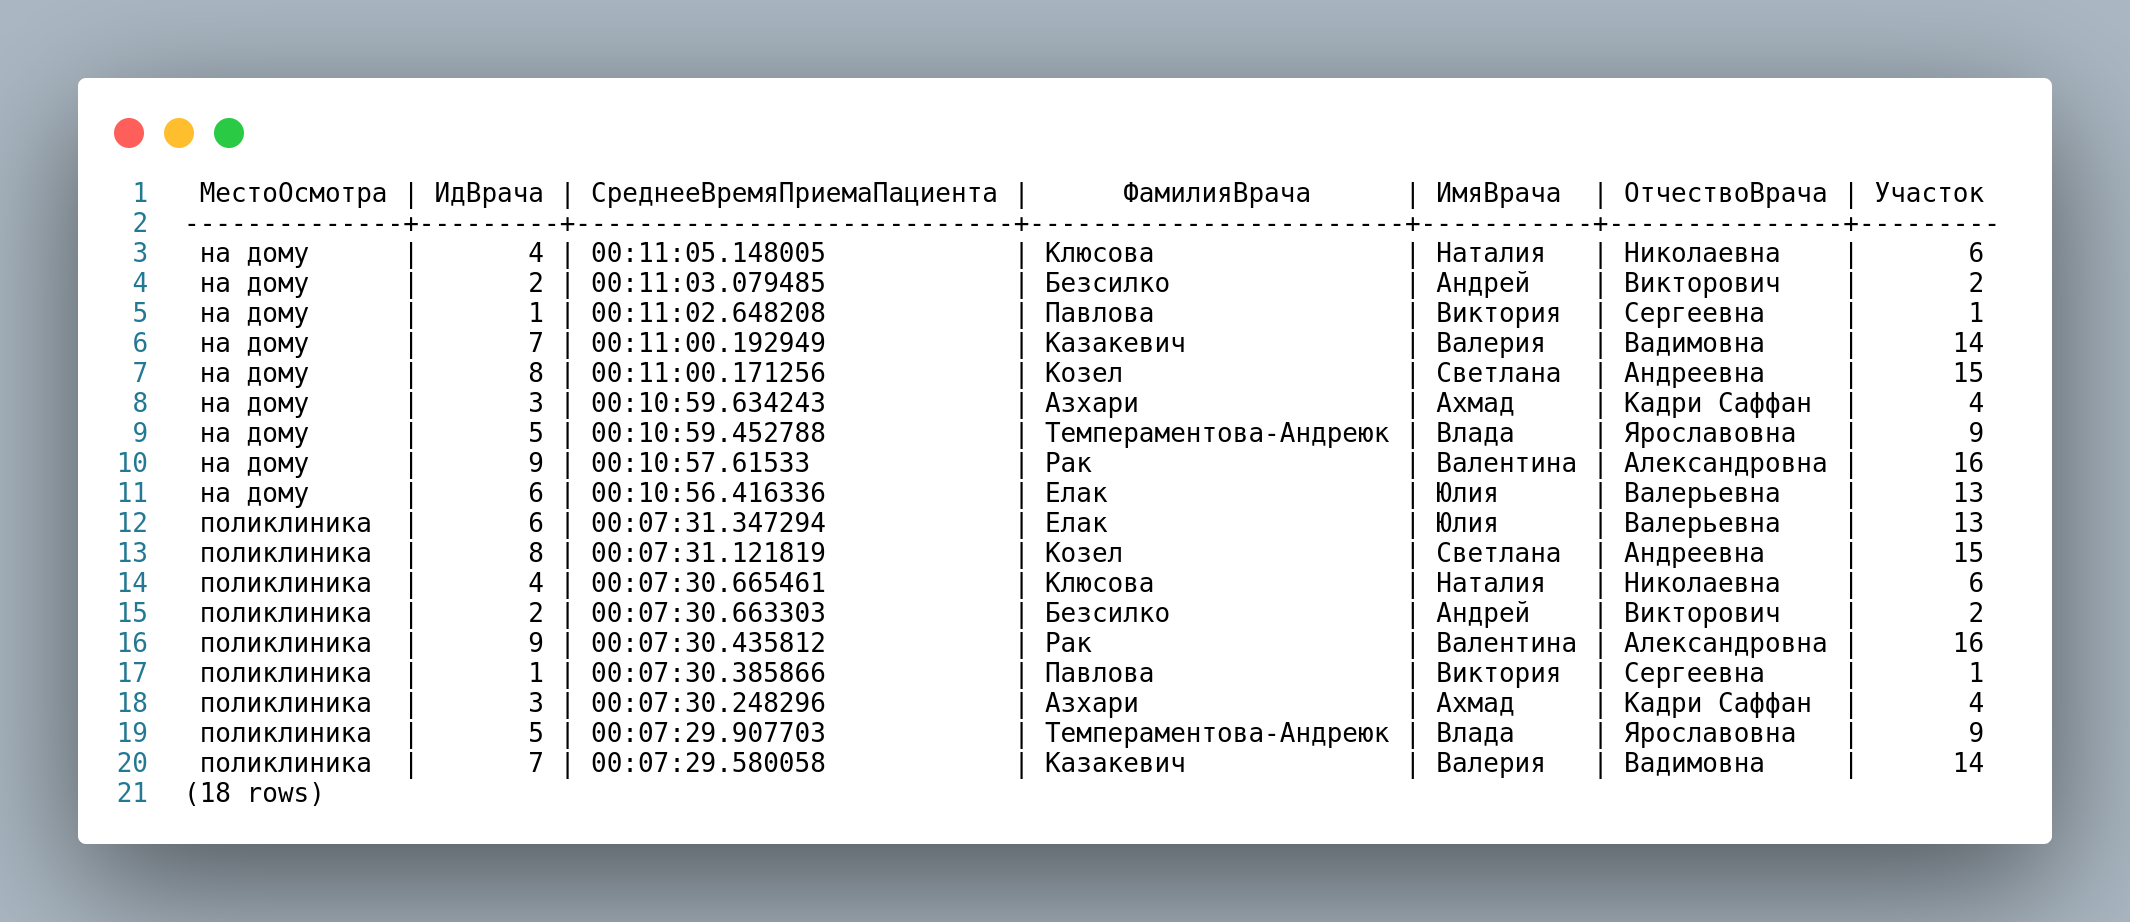 1 МестоОсмотра | ИдВрача | СреднееВремяПриемаПациента | ФамилияВрача | ИмяВрача | ОтчествоВрача | Участок
2 --------------+---------+----------------------------+------------------------+-----------+---------------+---------
3 на дому | 4 | 00:11:05.148005 | Клюсова | Наталия | Николаевна | 6
4 на дому | 2 | 00:11:03.079485 | Безсилко | Андрей | Викторович | 2
5 на дому | 1 | 00:11:02.648208 | Павлова | Виктория | Сергеевна | 1
6 на дому | 7 | 00:11:00.192949 | Казакевич | Валерия | Вадимовна | 14
7 на дому | 8 | 00:11:00.171256 | Козел | Светлана | Андреевна | 15
8 на дому | 3 | 00:10:59.634243 | Азхари | Ахмад | Кадри Саффан | 4
9 на дому | 5 | 00:10:59.452788 | Темпераментова-Андреюк | Влада | Ярославовна | 9
10 на дому | 9 | 00:10:57.61533 | Рак | Валентина | Александровна | 16
11 на дому | 6 | 00:10:56.416336 | Елак | Юлия | Валерьевна | 13
12 поликлиника | 6 | 00:07:31.347294 | Елак | Юлия | Валерьевна | 13
13 поликлиника | 8 | 00:07:31.121819 | Козел | Светлана | Андреевна | 15
14 поликлиника | 4 | 00:07:30.665461 | Клюсова | Наталия | Николаевна | 6
15 поликлиника | 2 | 00:07:30.663303 | Безсилко | Андрей | Викторович | 2
16 поликлиника | 9 | 00:07:30.435812 | Рак | Валентина | Александровна | 16
17 поликлиника | 1 | 00:07:30.385866 | Павлова | Виктория | Сергеевна | 1
18 поликлиника | 3 | 00:07:30.248296 | Азхари | Ахмад | Кадри Саффан | 4
19 поликлиника | 5 | 00:07:29.907703 | Темпераментова-Андреюк | Влада | Ярославовна | 9
20 поликлиника | 7 | 00:07:29.580058 | Казакевич | Валерия | Вадимовна | 14
21 (18 rows)